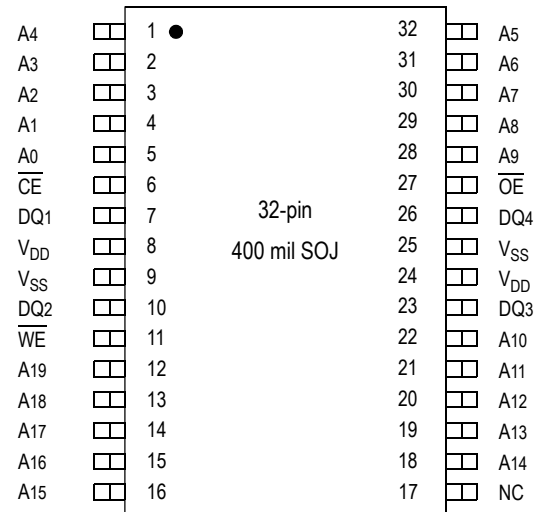 A4 1 32 A5
A3 2 31 A6
A2 3 30 A7
A1 4 29 A8
A0 5 28 A9
C̅E̅ 6 27 O̅E̅
DQ1 7 32-pin 26 DQ4
VDD 8 400 mil SOJ 25 VSS
VSS 9 24 VDD
DQ2 10 23 DQ3
W̅E̅ 11 22 A10
A19 12 21 A11
A18 13 20 A12
A17 14 19 A13
A16 15 18 A14
A15 16 17 NC